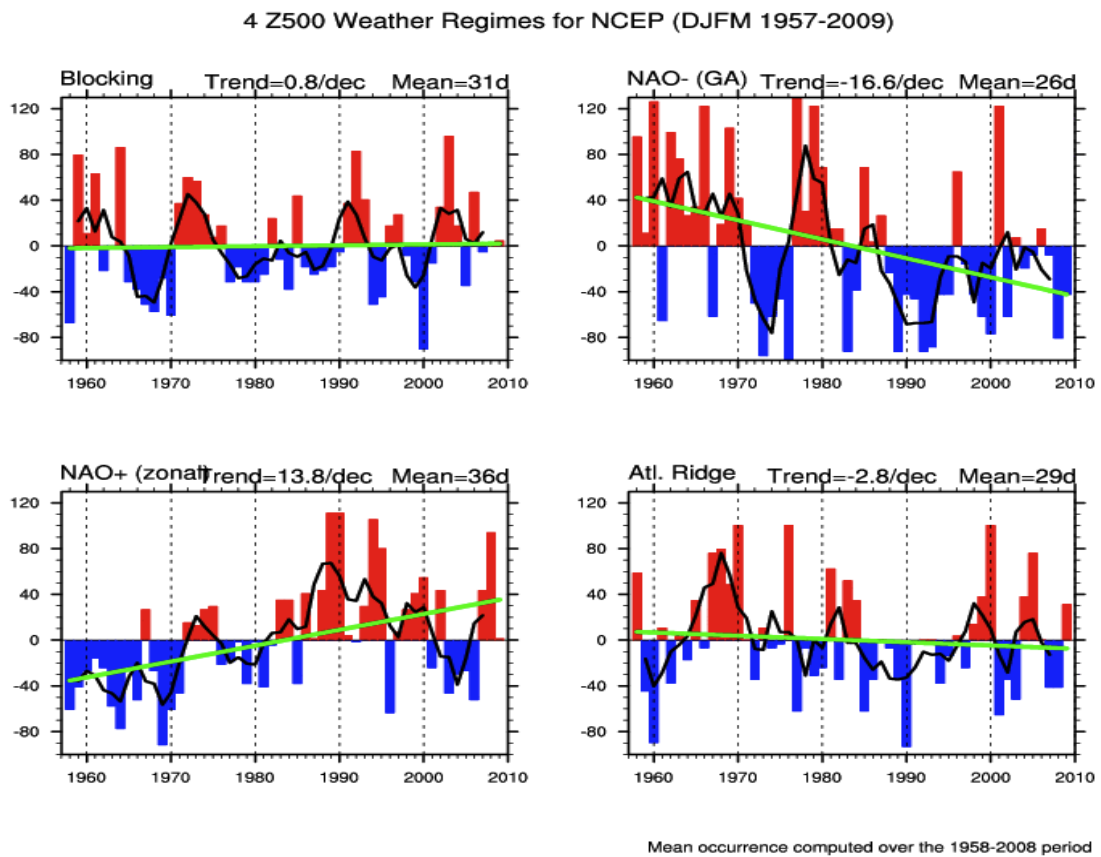 4 Z500 Weather Regimes for NCEP (DJFM 1957-2009)
Blocking Trend=0.8/dec Mean=31d
NAO- (GA) Trend=-16.6/dec Mean=26d
120
80
40
0
-40
-80
1960 1970 1980 1990 2000 2010
120
80
40
0
-40
-80
1960 1970 1980 1990 2000 2010
NAO+ (zonal) Trend=13.8/dec Mean=36d
Atl. Ridge Trend=-2.8/dec Mean=29d
120
80
40
0
-40
-80
1960 1970 1980 1990 2000 2010
120
80
40
0
-40
-80
1960 1970 1980 1990 2000 2010
Mean occurrence computed over the 1958-2008 period